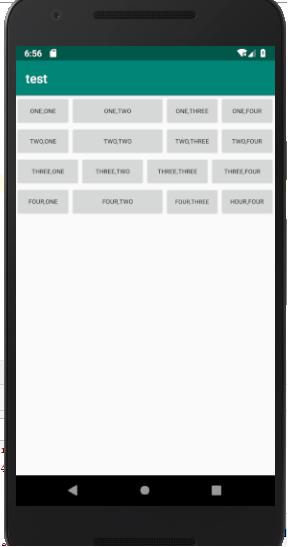 6:56
test
ONE,ONE ONE,TWO ONE,THREE ONE,FOUR
TWO,ONE TWO,TWO TWO,THREE TWO,FOUR
THREE,ONE THREE,TWO THREE,THREE THREE,FOUR
FOUR,ONE FOUR,TWO FOUR,THREE HOUR,FOUR